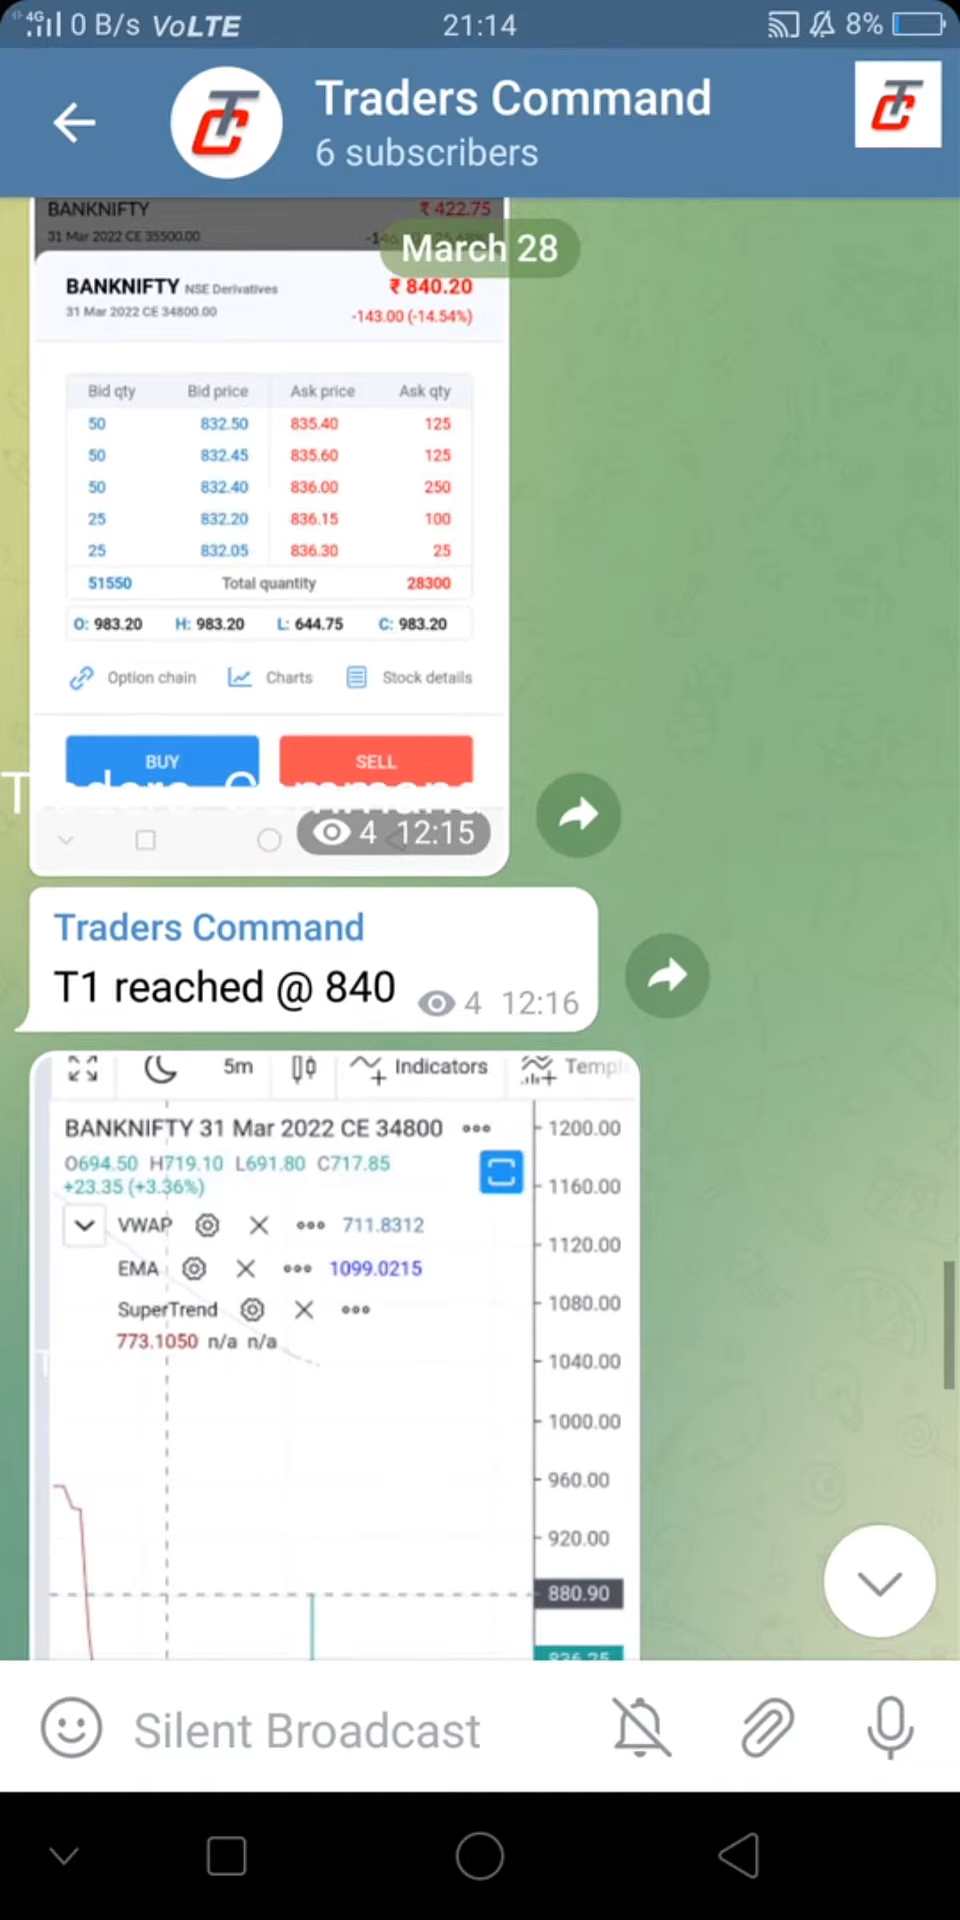 4G 0 B/s VoLTE 21:14 8%
Traders Command
6 subscribers
BANKNIFTY ₹ 422.75
31 Mar 2022 CE 35500.00
March 28
BANKNIFTY NSE Derivatives ₹ 840.20
31 Mar 2022 CE 34800.00 -143.00 (-14.54%)
Bid qty Bid price Ask price Ask qty
50 832.50 835.40 125
50 832.45 835.60 125
50 832.40 836.00 250
25 832.20 836.15 100
25 832.05 836.30 25
51550 Total quantity 28300
O: 983.20 H: 983.20 L: 644.75 C: 983.20
Option chain Charts Stock details
BUY SELL
Traders Command
4 12:15
Traders Command
T1 reached @ 840 4 12:16
5m Indicators Templ
BANKNIFTY 31 Mar 2022 CE 34800 1200.00
O694.50 H719.10 L691.80 C717.85
+23.35 (+3.36%) 1160.00
VWAP 711.8312
1120.00
EMA 1099.0215
SuperTrend 1080.00
773.1050 n/a n/a
1040.00
1000.00
960.00
920.00
880.90
836.75
Silent Broadcast